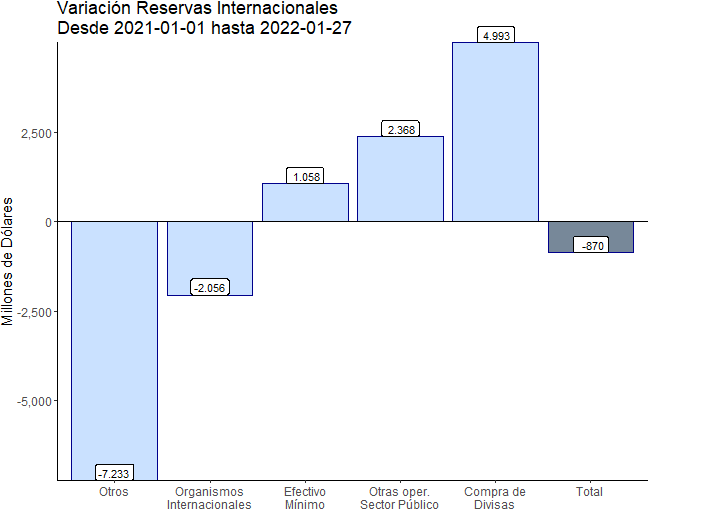 Variación Reservas Internacionales
Desde 2021-01-01 hasta 2022-01-27
Millones de Dólares
2,500
0
-2,500
-5,000
-7.233
-2.056
1.058
2.368
4.993
-870
Otros
Organismos
Internacionales
Efectivo
Mínimo
Otras oper.
Sector Público
Compra de
Divisas
Total